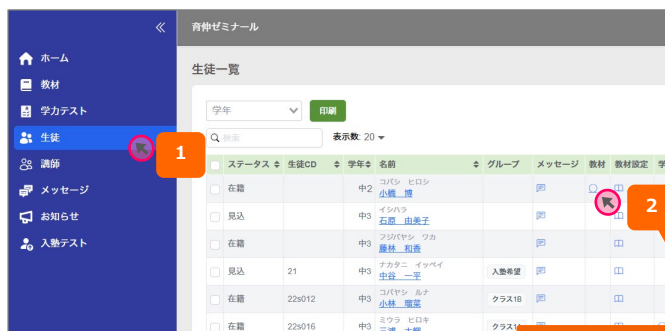 育伸ゼミナール
ホーム
教材
学力テスト
生徒
講師
メッセージ
お知らせ
入塾テスト
1
生徒一覧
学年 印刷
検索 表示数: 20
ステータス 生徒CD 学年 名前 グループ メッセージ 教材 教材設定 学
在籍 中2 コバシ ヒロシ
小橋 博
2
見込 中3 イシハラ
石原 由美子
在籍 中3 フジバヤシ ワカ
藤林 和香
見込 21 中3 ナカタニ イッペイ
中谷 一平 入塾希望
在籍 22s012 中3 コバヤシ ルナ
小林 瑠菜 クラス1B
在籍 22s016 中3 ミウラ ヒロキ
三浦